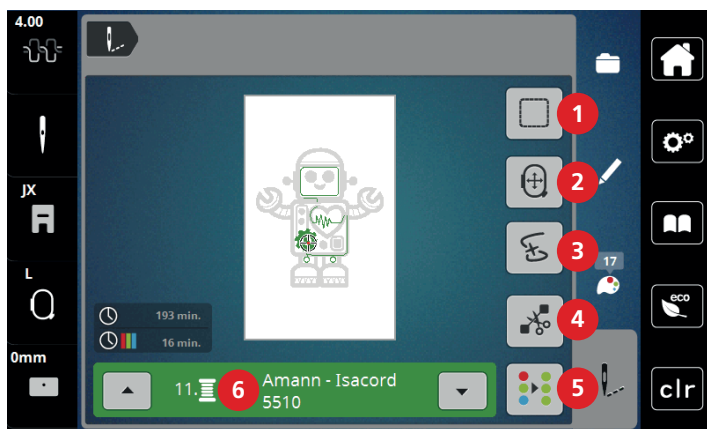 4.00
1
2
JX
3
17
L
eco
193 min.
4
16 min.
0mm
11.
6
Amann - Isacord
5510
5
clr